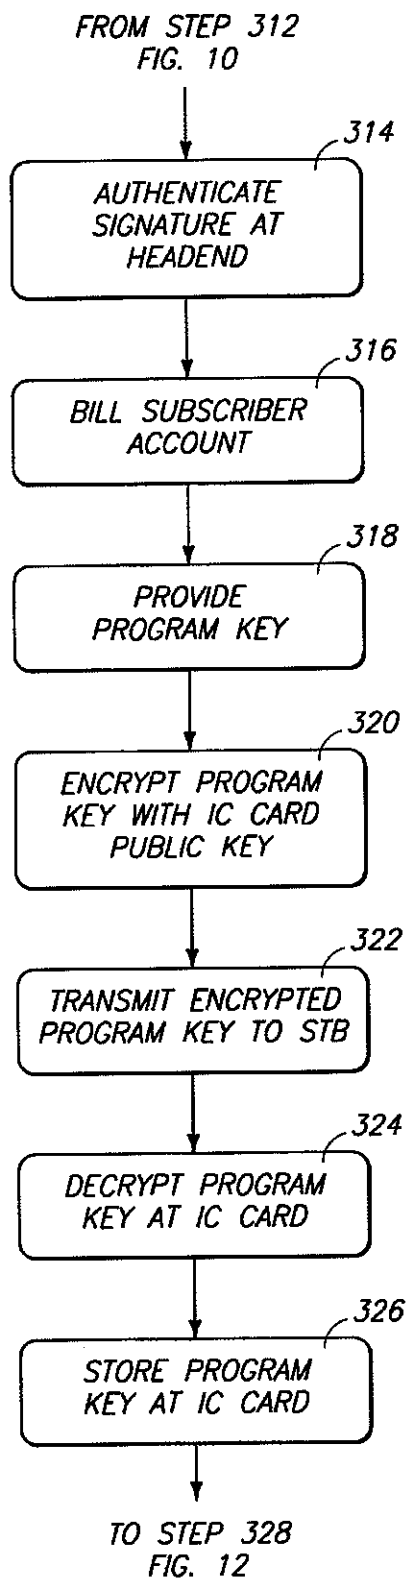 FROM STEP 312
FIG. 10
314
AUTHENTICATE
SIGNATURE AT
HEADEND
316
BILL SUBSCRIBER
ACCOUNT
318
PROVIDE
PROGRAM KEY
320
ENCRYPT PROGRAM
KEY WITH IC CARD
PUBLIC KEY
322
TRANSMIT ENCRYPTED
PROGRAM KEY TO STB
324
DECRYPT PROGRAM
KEY AT IC CARD
326
STORE PROGRAM
KEY AT IC CARD
TO STEP 328
FIG. 12